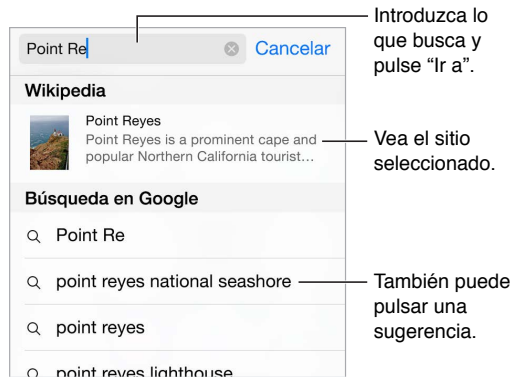 Point Re
Cancelar
Introduzca lo
que busca y
pulse “Ir a”.
Wikipedia
Point Reyes
Point Reyes is a prominent cape and
popular Northern California tourist…
Vea el sitio
seleccionado.
Búsqueda en Google
Point Re
point reyes national seashore
También puede
pulsar una
sugerencia.
point reyes
point reyes lighthouse